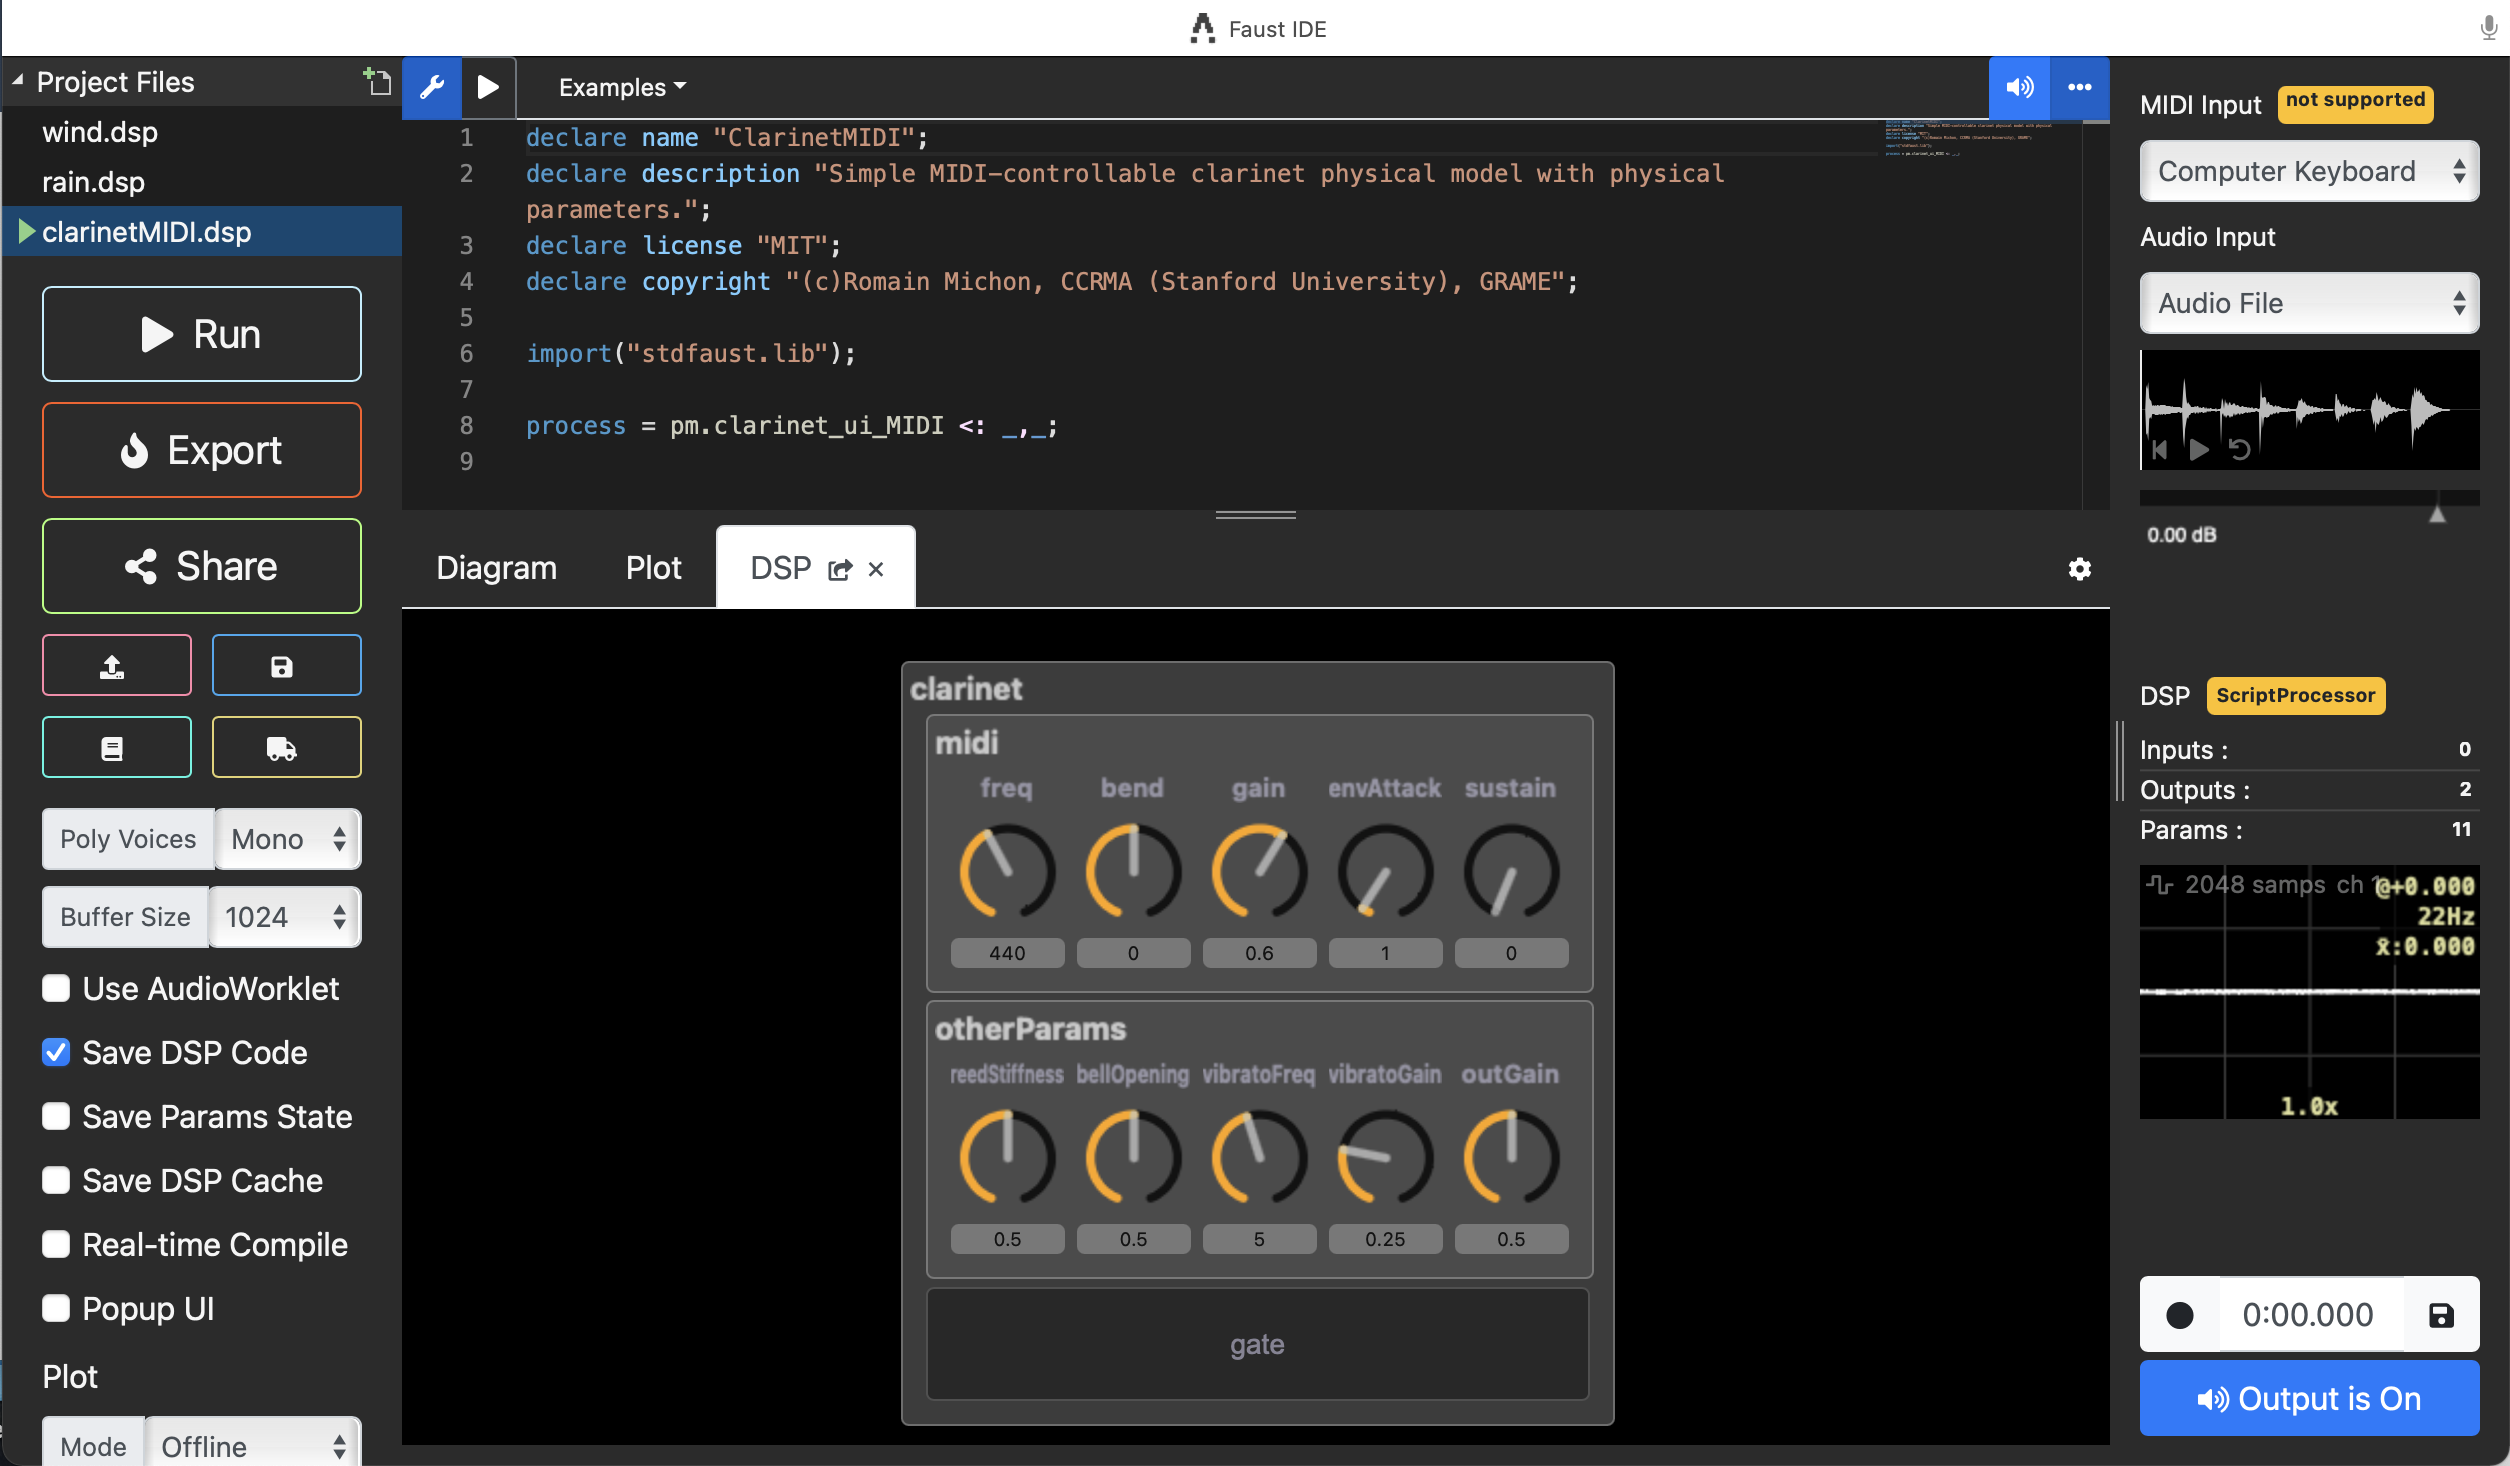 Faust IDE
Project Files
wind.dsp
rain.dsp
clarinetMIDI.dsp
Run
Export
Share
Poly Voices Mono
Buffer Size 1024
Use AudioWorklet
Save DSP Code
Save Params State
Save DSP Cache
Real-time Compile
Popup UI
Plot
Mode Offline
Examples
1 declare name "ClarinetMIDI";
2 declare description "Simple MIDI-controllable clarinet physical model with physical
parameters.";
3 declare license "MIT";
4 declare copyright "(c)Romain Michon, CCRMA (Stanford University), GRAME";
5
6 import("stdfaust.lib");
7
8 process = pm.clarinet_ui_MIDI <: _,_;
9
Diagram Plot DSP
clarinet
midi
freq bend gain envAttack sustain
440 0 0.6 1 0
otherParams
reedStiffness bellOpening vibratoFreq vibratoGain outGain
0.5 0.5 5 0.25 0.5
gate
MIDI Input not supported
Computer Keyboard
Audio Input
Audio File
0.00 dB
DSP ScriptProcessor
Inputs : 0
Outputs : 2
Params : 11
2048 samps ch @+0.000
22Hz
x̄:0.000
1.0x
0:00.000
Output is On